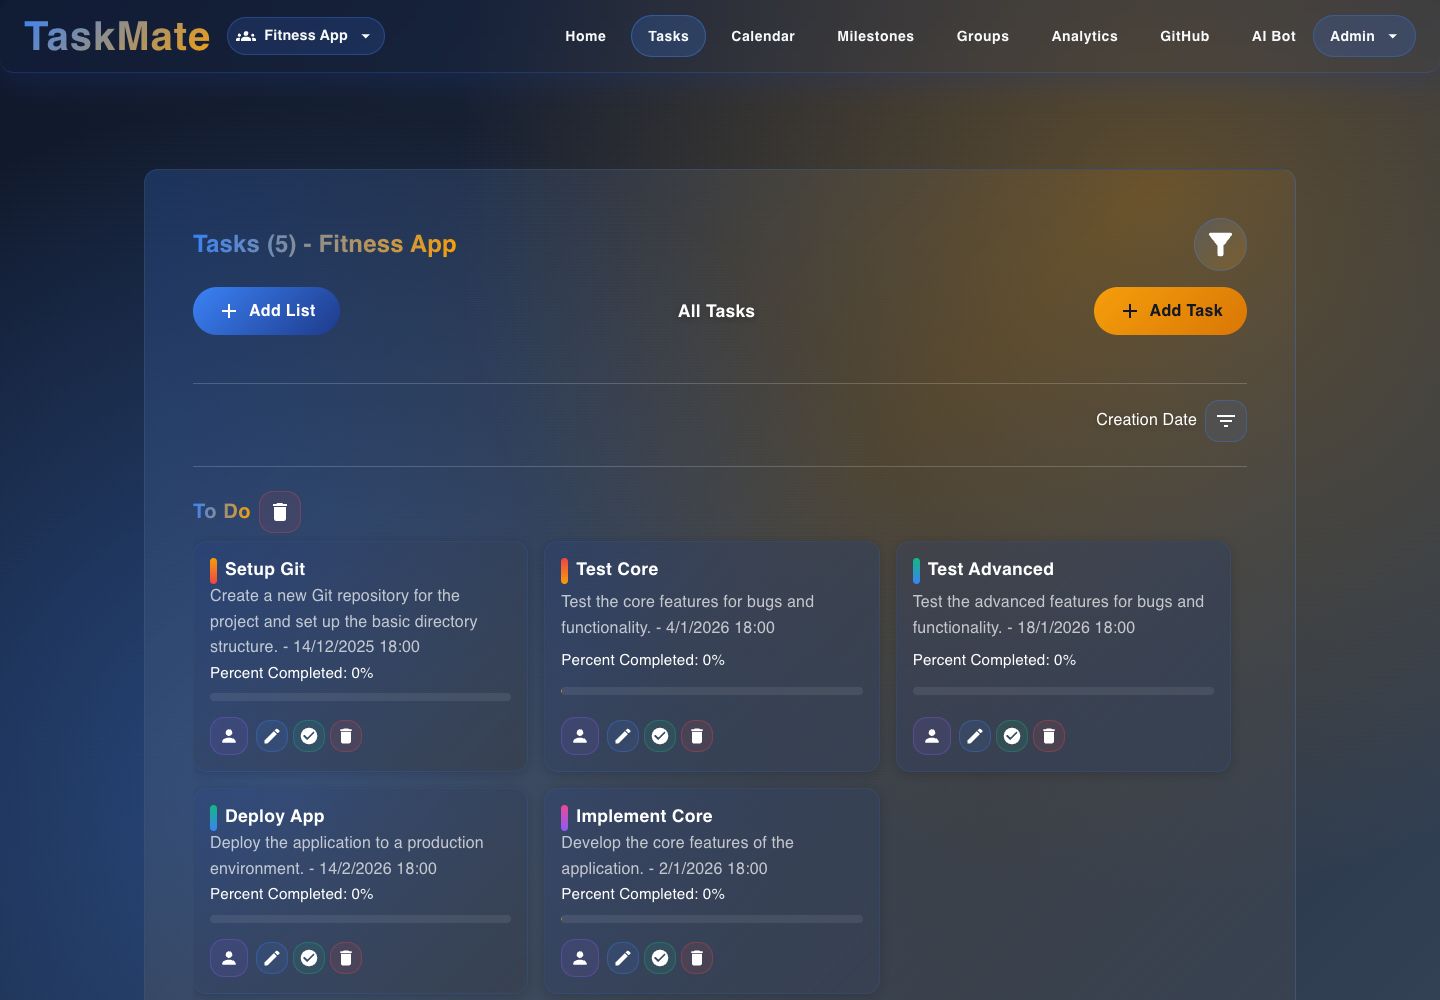 TaskMate
Fitness App
Home
Tasks
Calendar
Milestones
Groups
Analytics
GitHub
AI Bot
Admin
Tasks (5) - Fitness App
Add List
All Tasks
Add Task
Creation Date
To Do
Setup Git
Create a new Git repository for the
project and set up the basic directory
structure. - 14/12/2025 18:00
Percent Completed: 0%
Test Core
Test the core features for bugs and
functionality. - 4/1/2026 18:00
Percent Completed: 0%
Test Advanced
Test the advanced features for bugs and
functionality. - 18/1/2026 18:00
Percent Completed: 0%
Deploy App
Deploy the application to a production
environment. - 14/2/2026 18:00
Percent Completed: 0%
Implement Core
Develop the core features of the
application. - 2/1/2026 18:00
Percent Completed: 0%